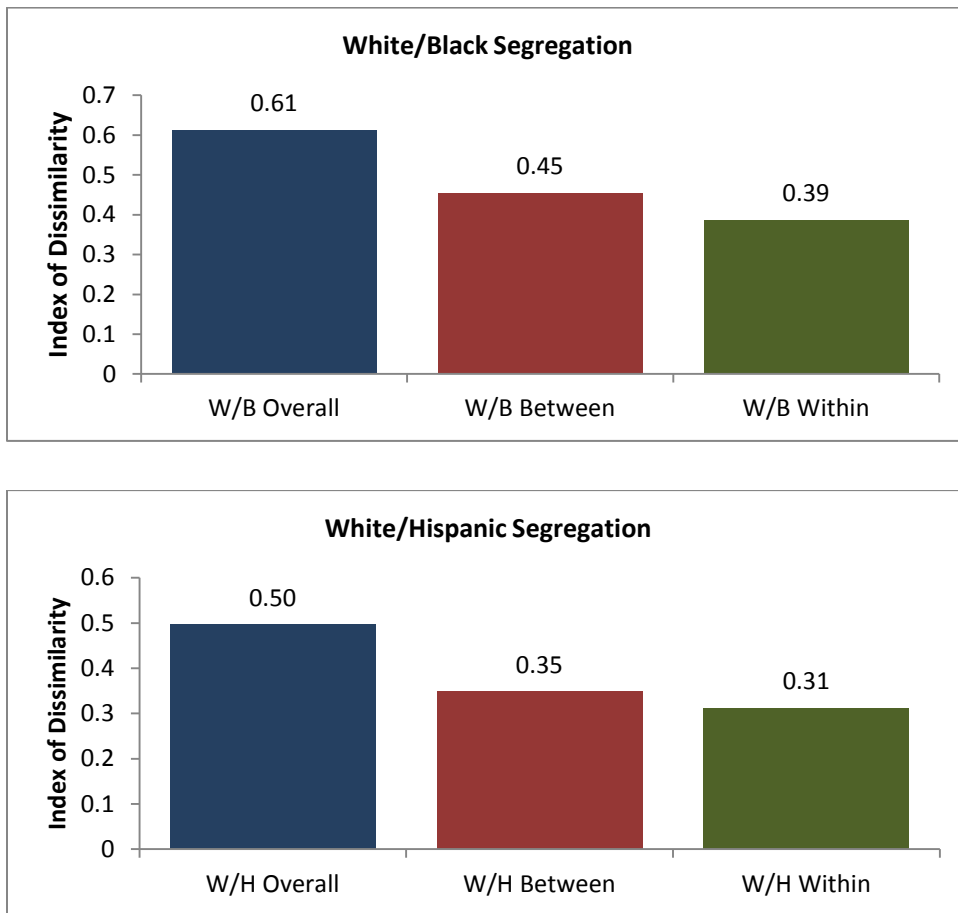 White/Black Segregation
Index of Dissimilarity
0.7
0.6
0.5
0.4
0.3
0.2
0.1
0
0.61
0.45
0.39
W/B Overall
W/B Between
W/B Within
White/Hispanic Segregation
Index of Dissimilarity
0.6
0.5
0.4
0.3
0.2
0.1
0
0.50
0.35
0.31
W/H Overall
W/H Between
W/H Within